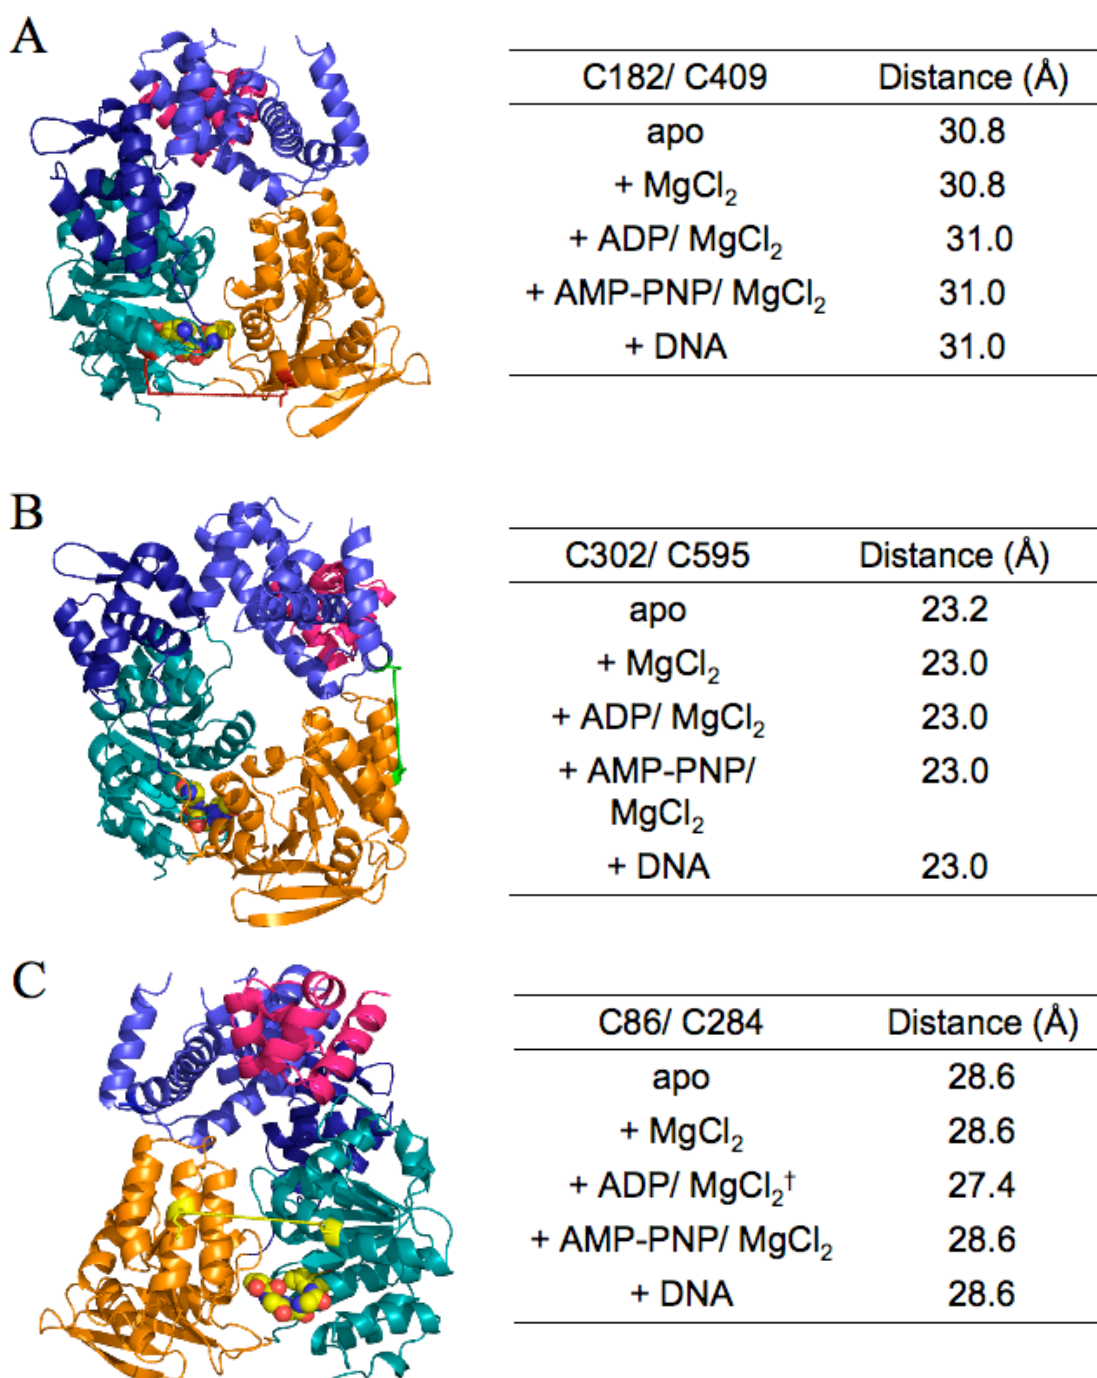 A
C182/ C409 Distance (Å)
apo 30.8
+ MgCl₂ 30.8
+ ADP/ MgCl₂ 31.0
+ AMP-PNP/ MgCl₂ 31.0
+ DNA 31.0
B
C302/ C595 Distance (Å)
apo 23.2
+ MgCl₂ 23.0
+ ADP/ MgCl₂ 23.0
+ AMP-PNP/ 23.0
MgCl₂
+ DNA 23.0
C
C86/ C284 Distance (Å)
apo 28.6
+ MgCl₂ 28.6
+ ADP/ MgCl₂† 27.4
+ AMP-PNP/ MgCl₂ 28.6
+ DNA 28.6